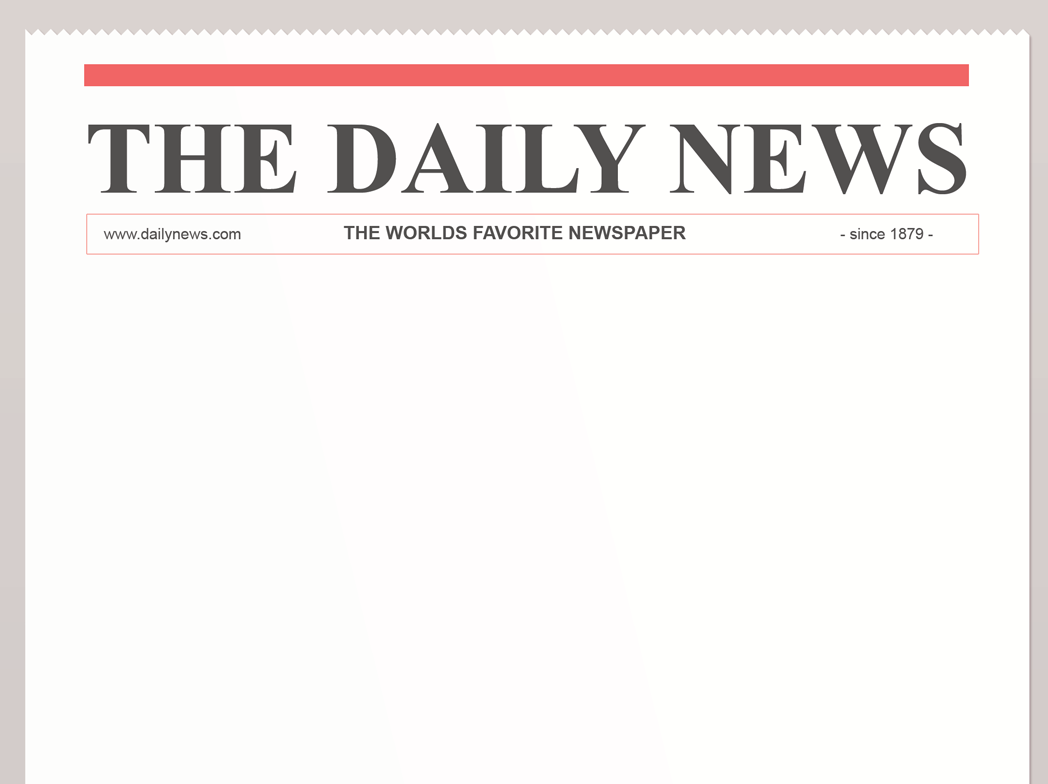 THE DAILY NEWS
www.dailynews.com THE WORLDS FAVORITE NEWSPAPER - since 1879 -